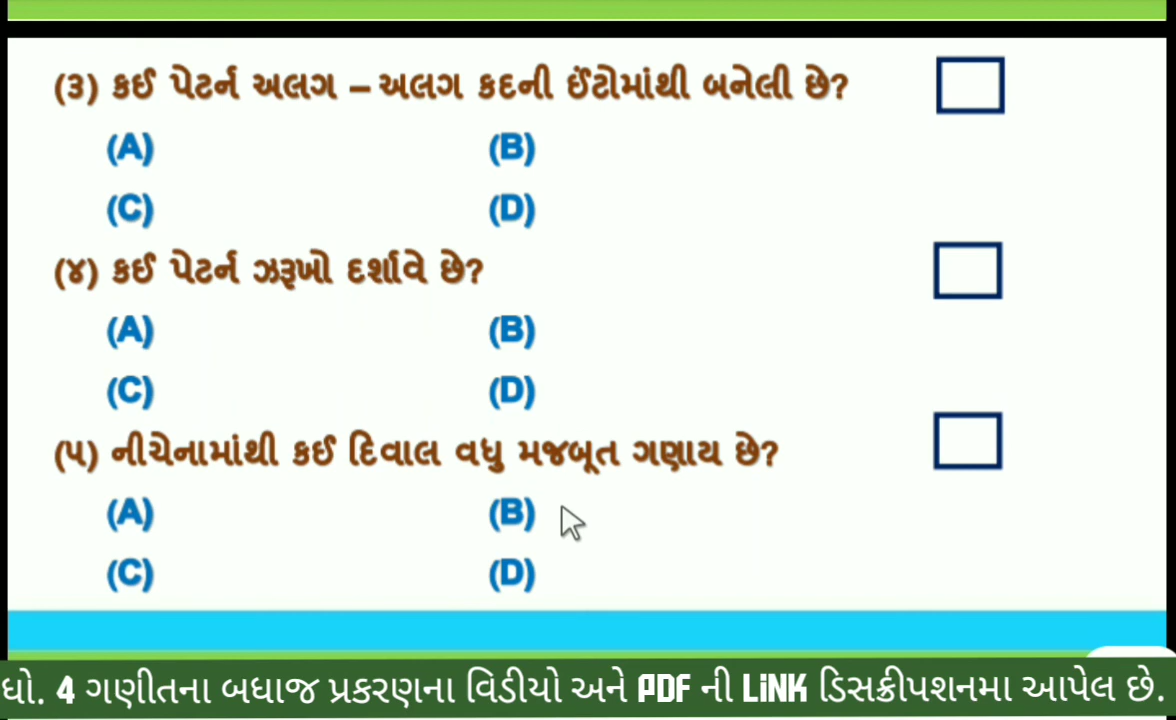 (૩) કઈ પેટર્ન અલગ – અલગ કદની ઈંટોમાંથી બનેલી છે?
(A) (B)
(C) (D)
(૪) કઈ પેટર્ન ઝરૂખો દર્શાવે છે?
(A) (B)
(C) (D)
(૫) નીચેનામાંથી કઈ દિવાલ વધુ મજબૂત ગણાય છે?
(A) (B)
(C) (D)
ધો. 4 ગણીતના બધાજ પ્રકરણના વિડીયો અને PDF ની LiNK ડિસક્રીપશનમા આપેલ છે.